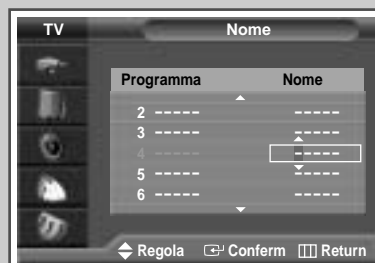 TV Nome
Programma Nome
2 ----- -----
3 ----- -----
4 ----- -----
5 ----- -----
6 ----- -----
Regola Conferm Return